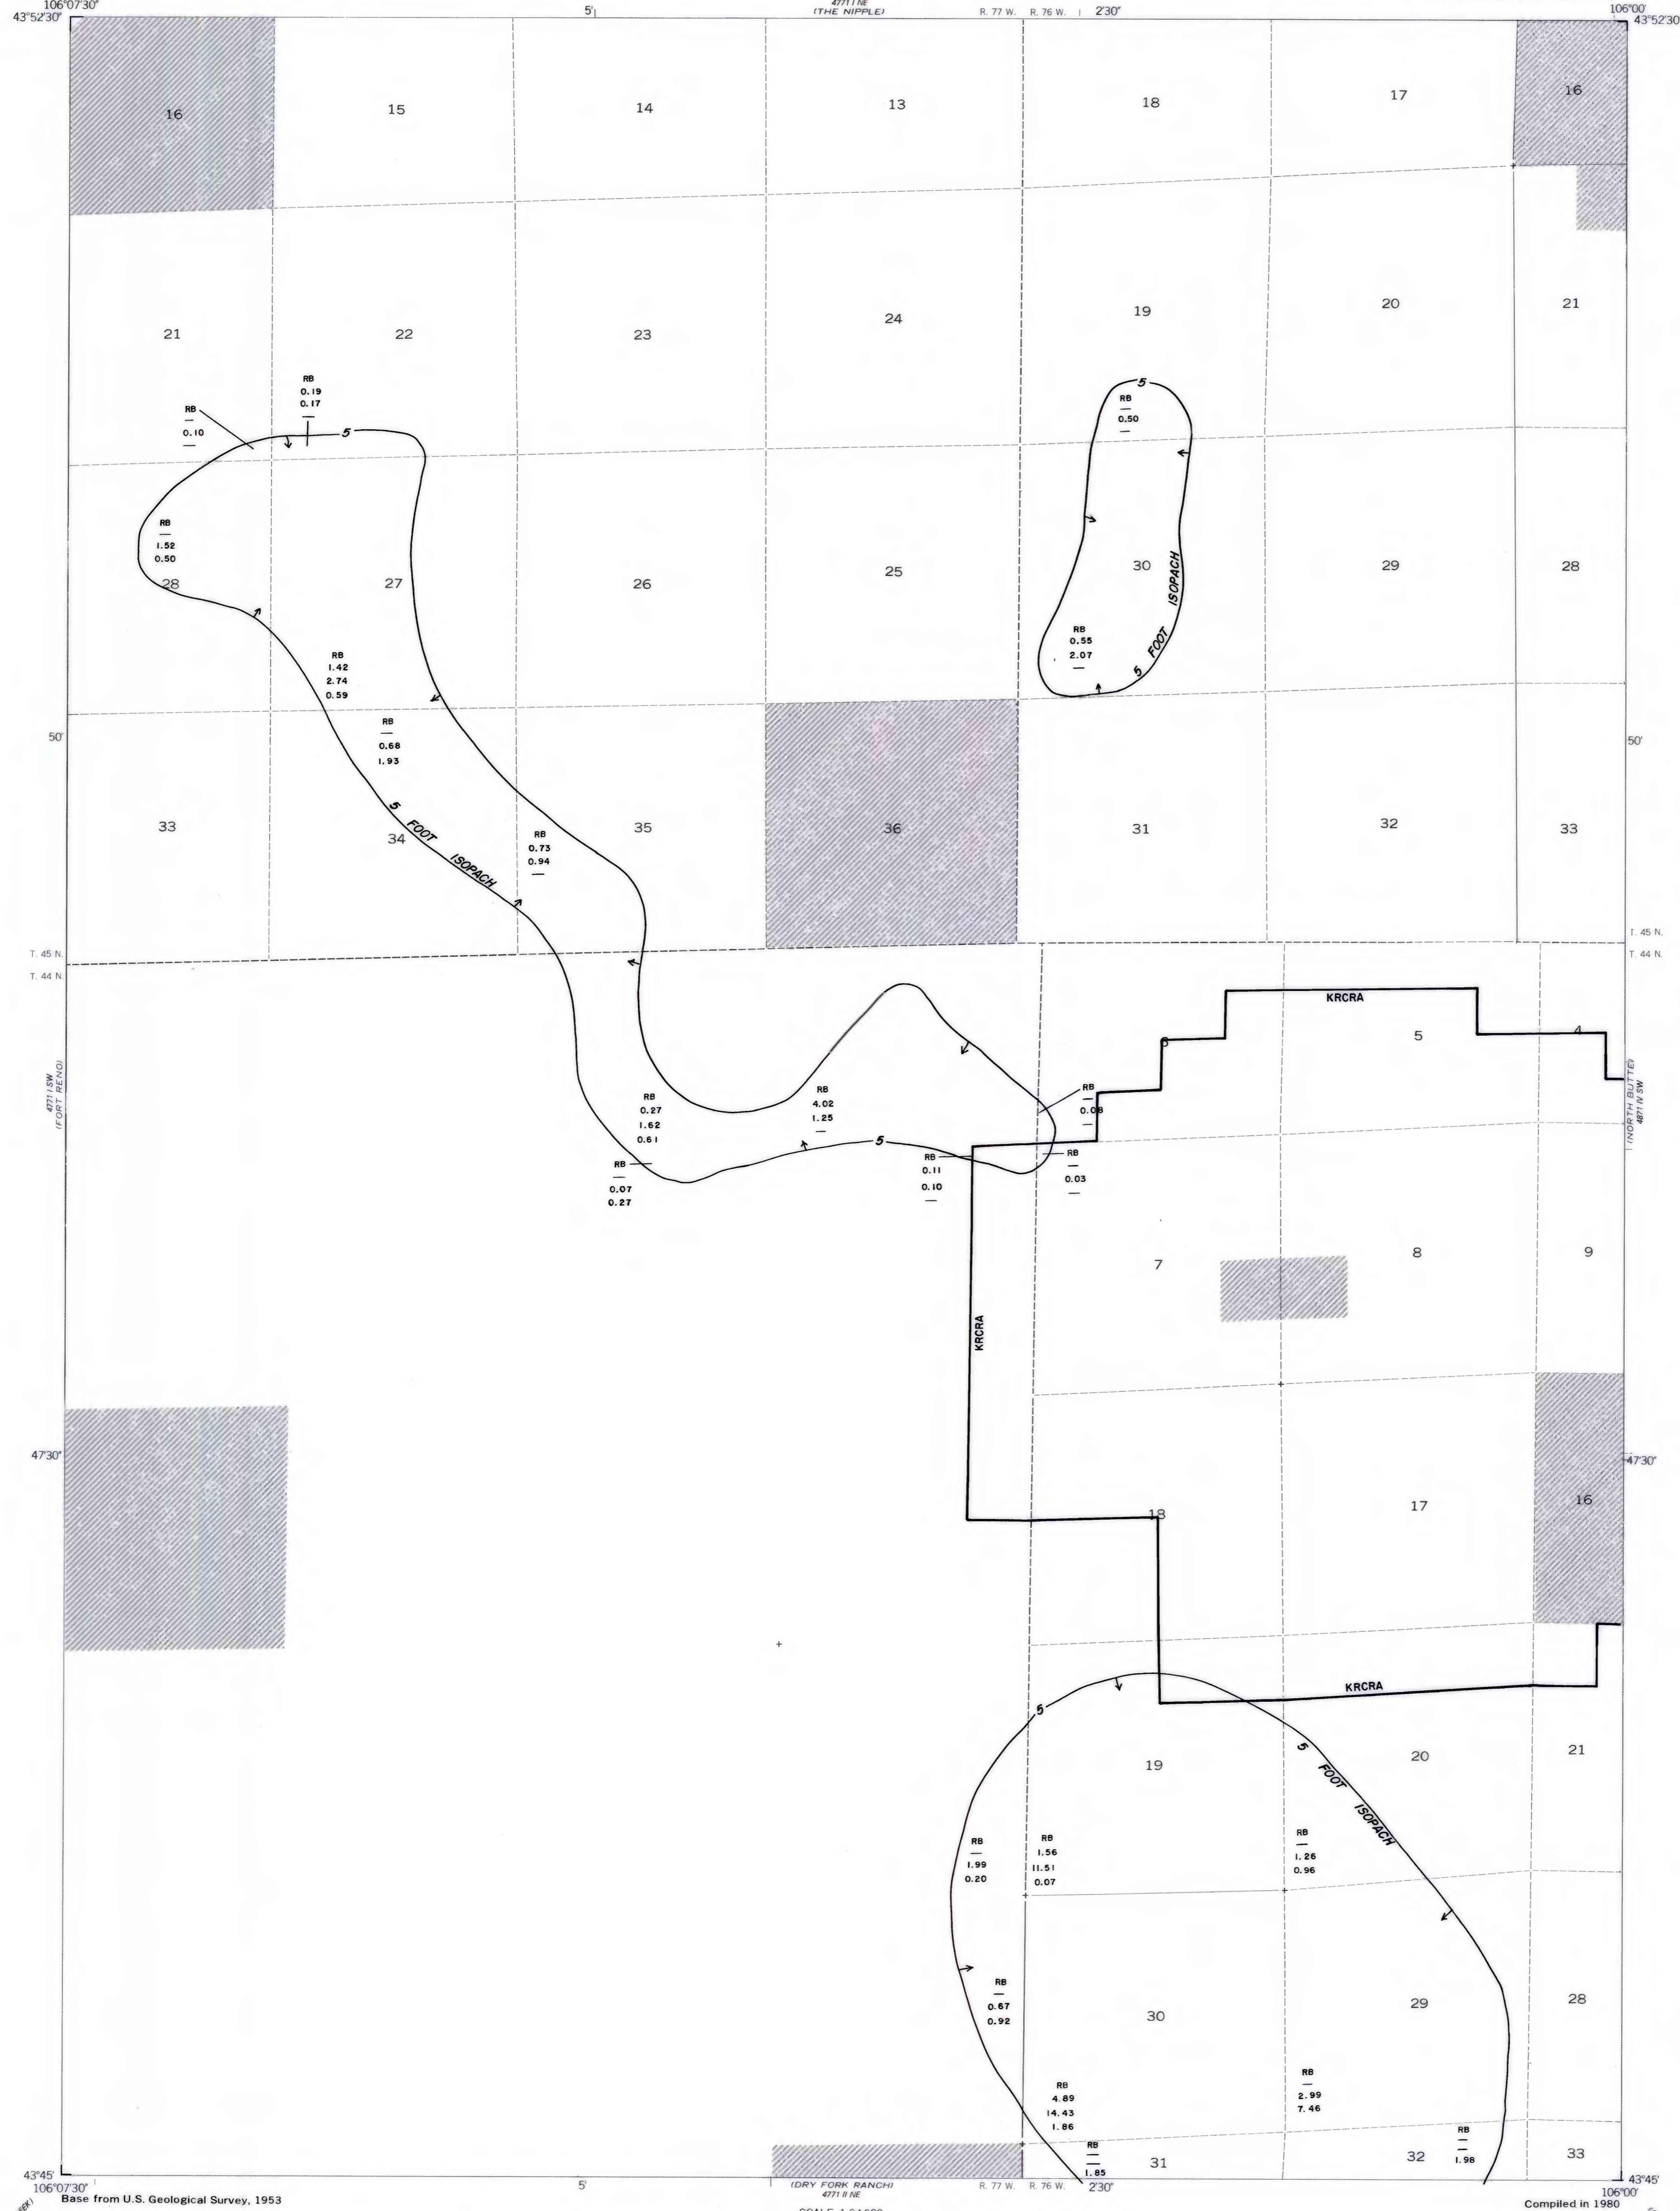 106°07'30"
4771 I NE
43°52'30"
5'
(THE NIPPLE)
R. 77 W.
R. 76 W.
2'30"
106°00'
43°52'30
16
15
14
13
18
17
16
21
22
23
24
19
20
21
RB
0.19
0.17
—
RB
—
0.10
—
5
5
RB
—
0.50
—
RB
—
1.52
0.50
28
27
26
25
30
29
28
ISOPACH
FOOT
5
RB
0.55
2.07
—
RB
1.42
2.74
0.59
RB
—
0.68
1.93
50'
50'
33
34
35
36
31
32
33
5 FOOT ISOPACH
RB
0.73
0.94
—
T. 45 N.
T. 44 N.
T. 45 N.
T. 44 N.
KRCRA
6
5
4
4771 I SW
(FORT RENO)
(NORTH BUTTE)
4871 IV SW
RB
0.27
1.62
0.61
RB
4.02
1.25
—
RB
—
0.08
—
5
RB
—
0.07
0.27
RB
0.11
0.10
—
RB
—
0.03
—
7
8
9
KRCRA
47'30"
47'30"
18
17
16
KRCRA
5
19
20
21
5 FOOT ISOPACH
RB
—
1.99
0.20
RB
1.56
11.51
0.07
RB
—
1.26
0.96
RB
—
0.67
0.92
30
29
28
RB
4.89
14.43
1.86
RB
—
2.99
7.46
RB
—
—
1.85
31
32
RB
—
—
1.98
33
43°45'
106°07'30"
5'
(DRY FORK RANCH)
4771 II NE
R. 77 W.
R. 76 W.
2'30"
43°45'
106°00'
Base from U.S. Geological Survey, 1953
Compiled in 1980